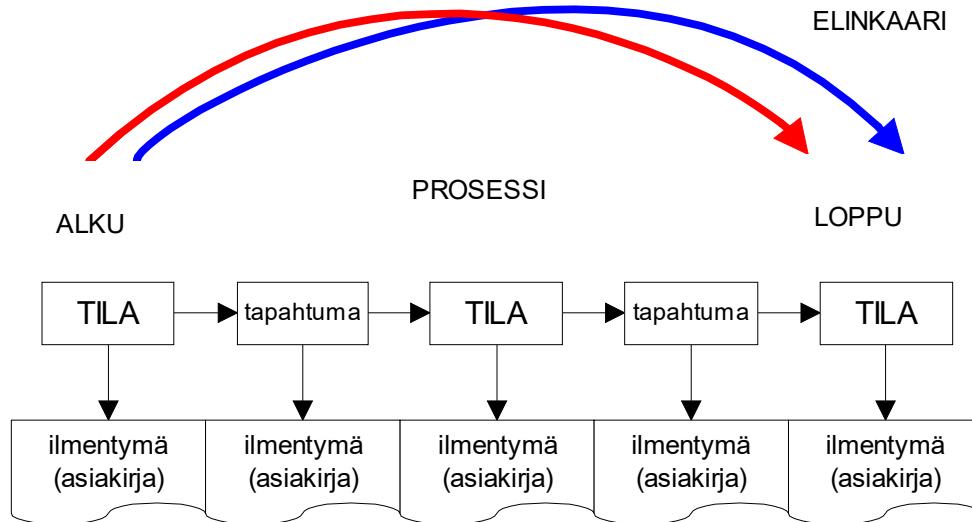 ELINKAARI
PROSESSI
ALKU
LOPPU
TILA
tapahtuma
TILA
tapahtuma
TILA
ilmentymä
(asiakirja)
ilmentymä
(asiakirja)
ilmentymä
(asiakirja)
ilmentymä
(asiakirja)
ilmentymä
(asiakirja)